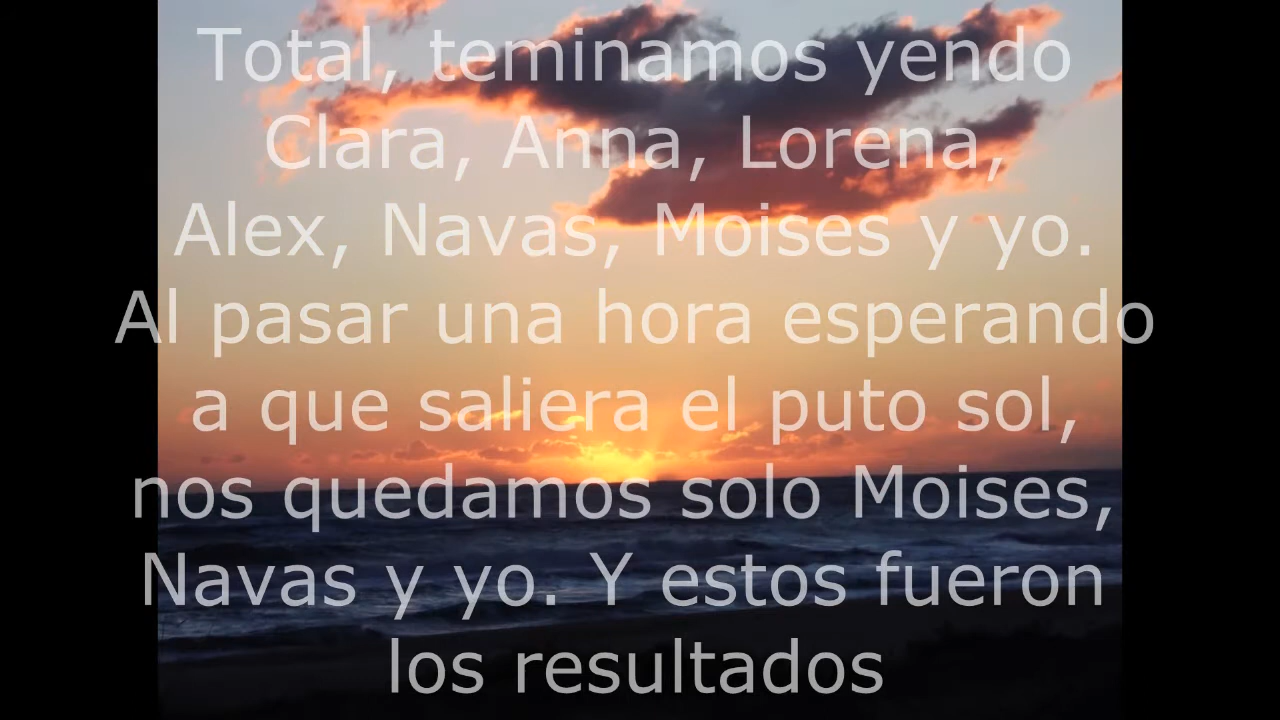 Total, teminamos yendo
Clara, Anna, Lorena,
Alex, Navas, Moises y yo.
Al pasar una hora esperando
a que saliera el puto sol,
nos quedamos solo Moises,
Navas y yo. Y estos fueron
los resultados